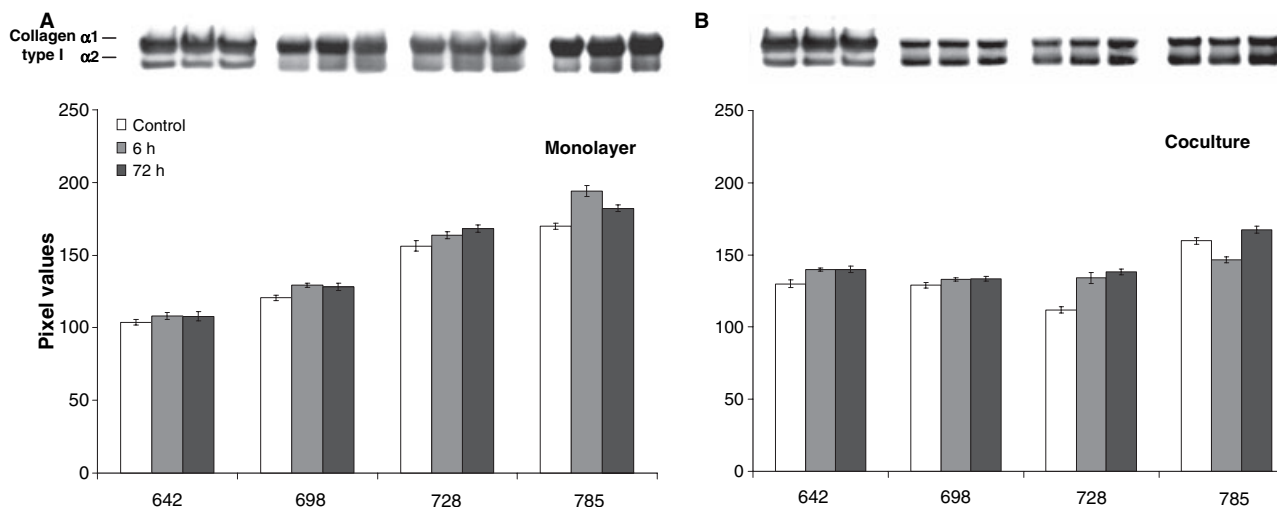 A
Collagen α1
type I α2
250
200
150
100
50
0
Pixel values
Control
6 h
72 h
Monolayer
642 698 728 785
B
250
200
150
100
50
0
Coculture
642 698 728 785